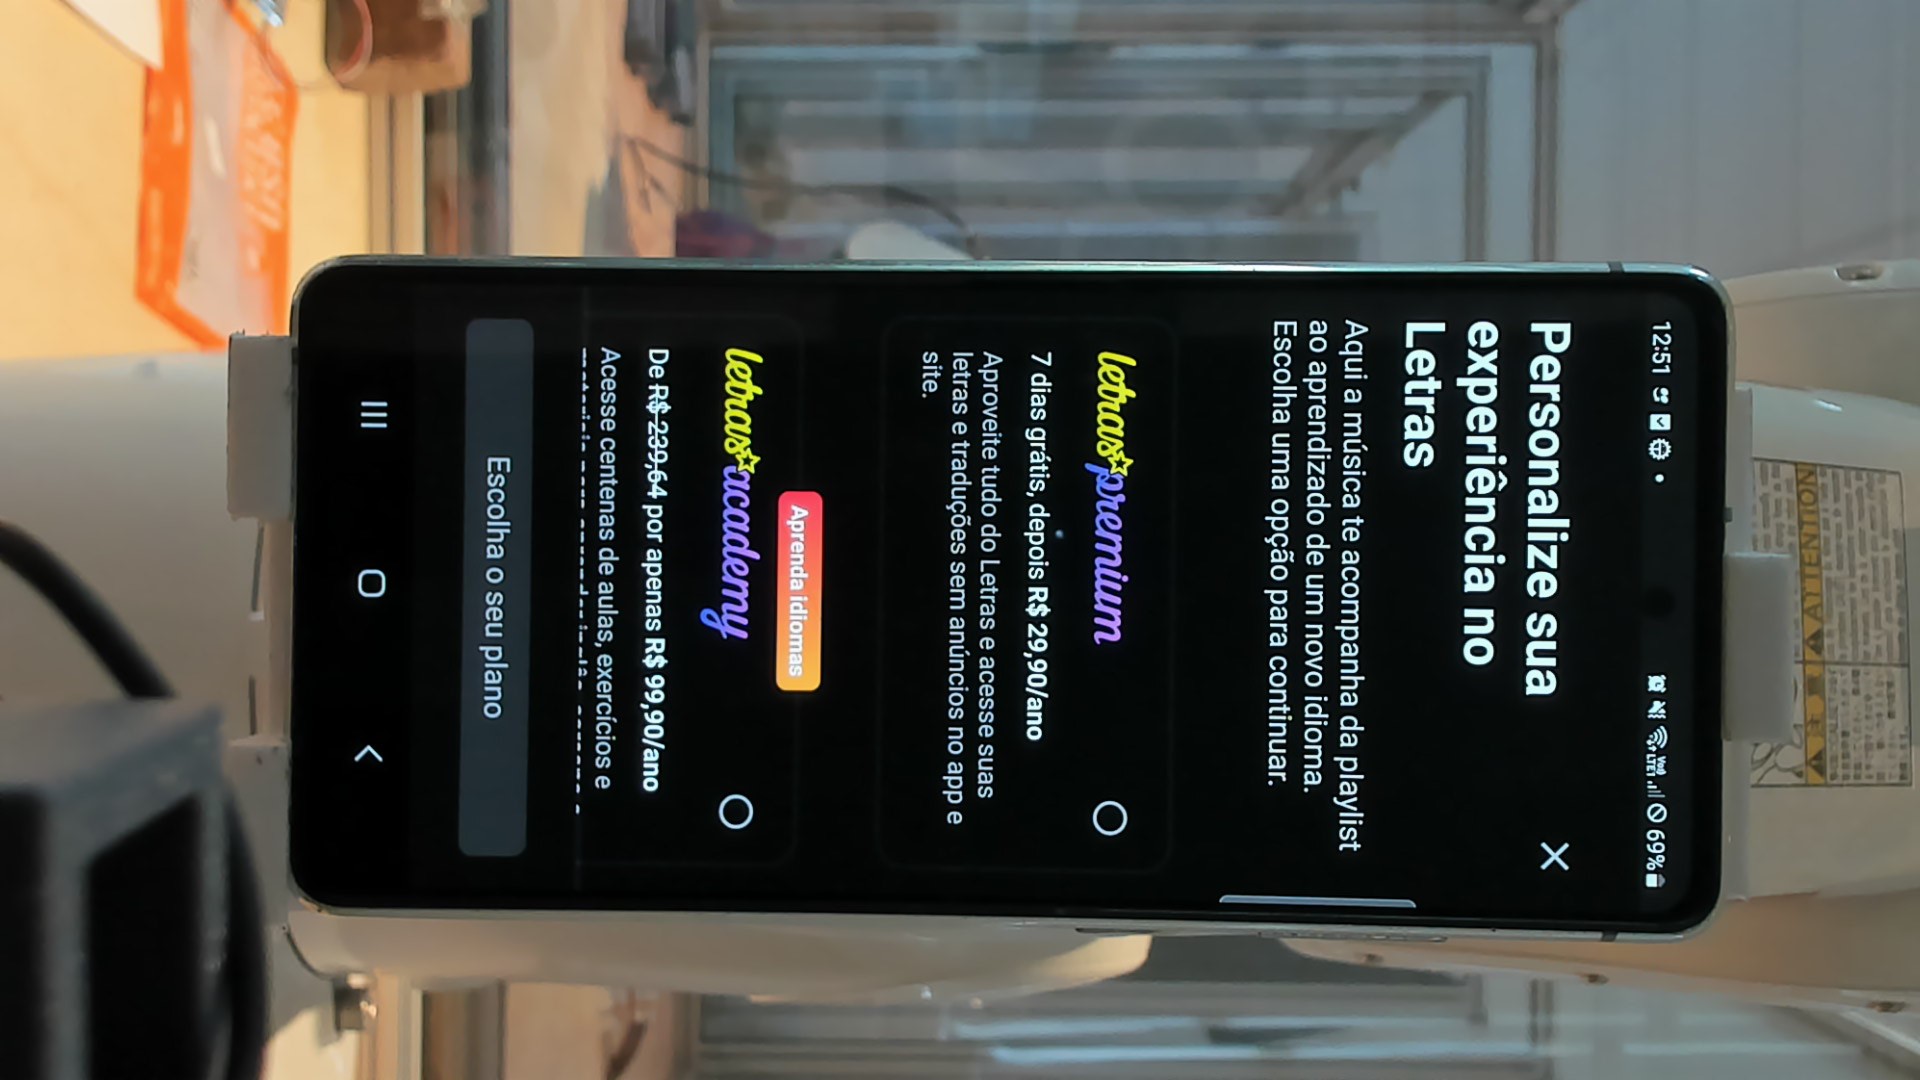 12:51
69%
Personalize sua
experiência no
Letras
Aqui a música te acompanha da playlist
ao aprendizado de um novo idioma.
Escolha uma opção para continuar.
letras premium
7 dias grátis, depois R$ 29,90/ano
Aproveite tudo do Letras e acesse suas
letras e traduções sem anúncios no app e
site.
Aprenda idiomas
letras academy
De R$ 239,64 por apenas R$ 99,90/ano
Acesse centenas de aulas, exercícios e
Escolha o seu plano
ATTENTION